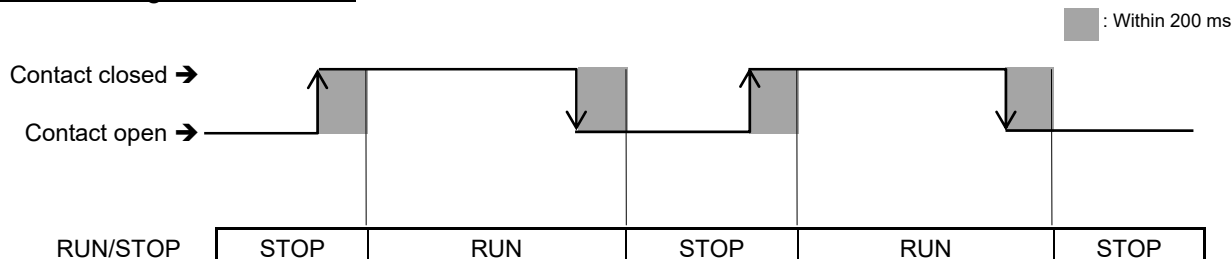 : Within 200 ms
Contact closed ➔
Contact open ➔
RUN/STOP STOP RUN STOP RUN STOP